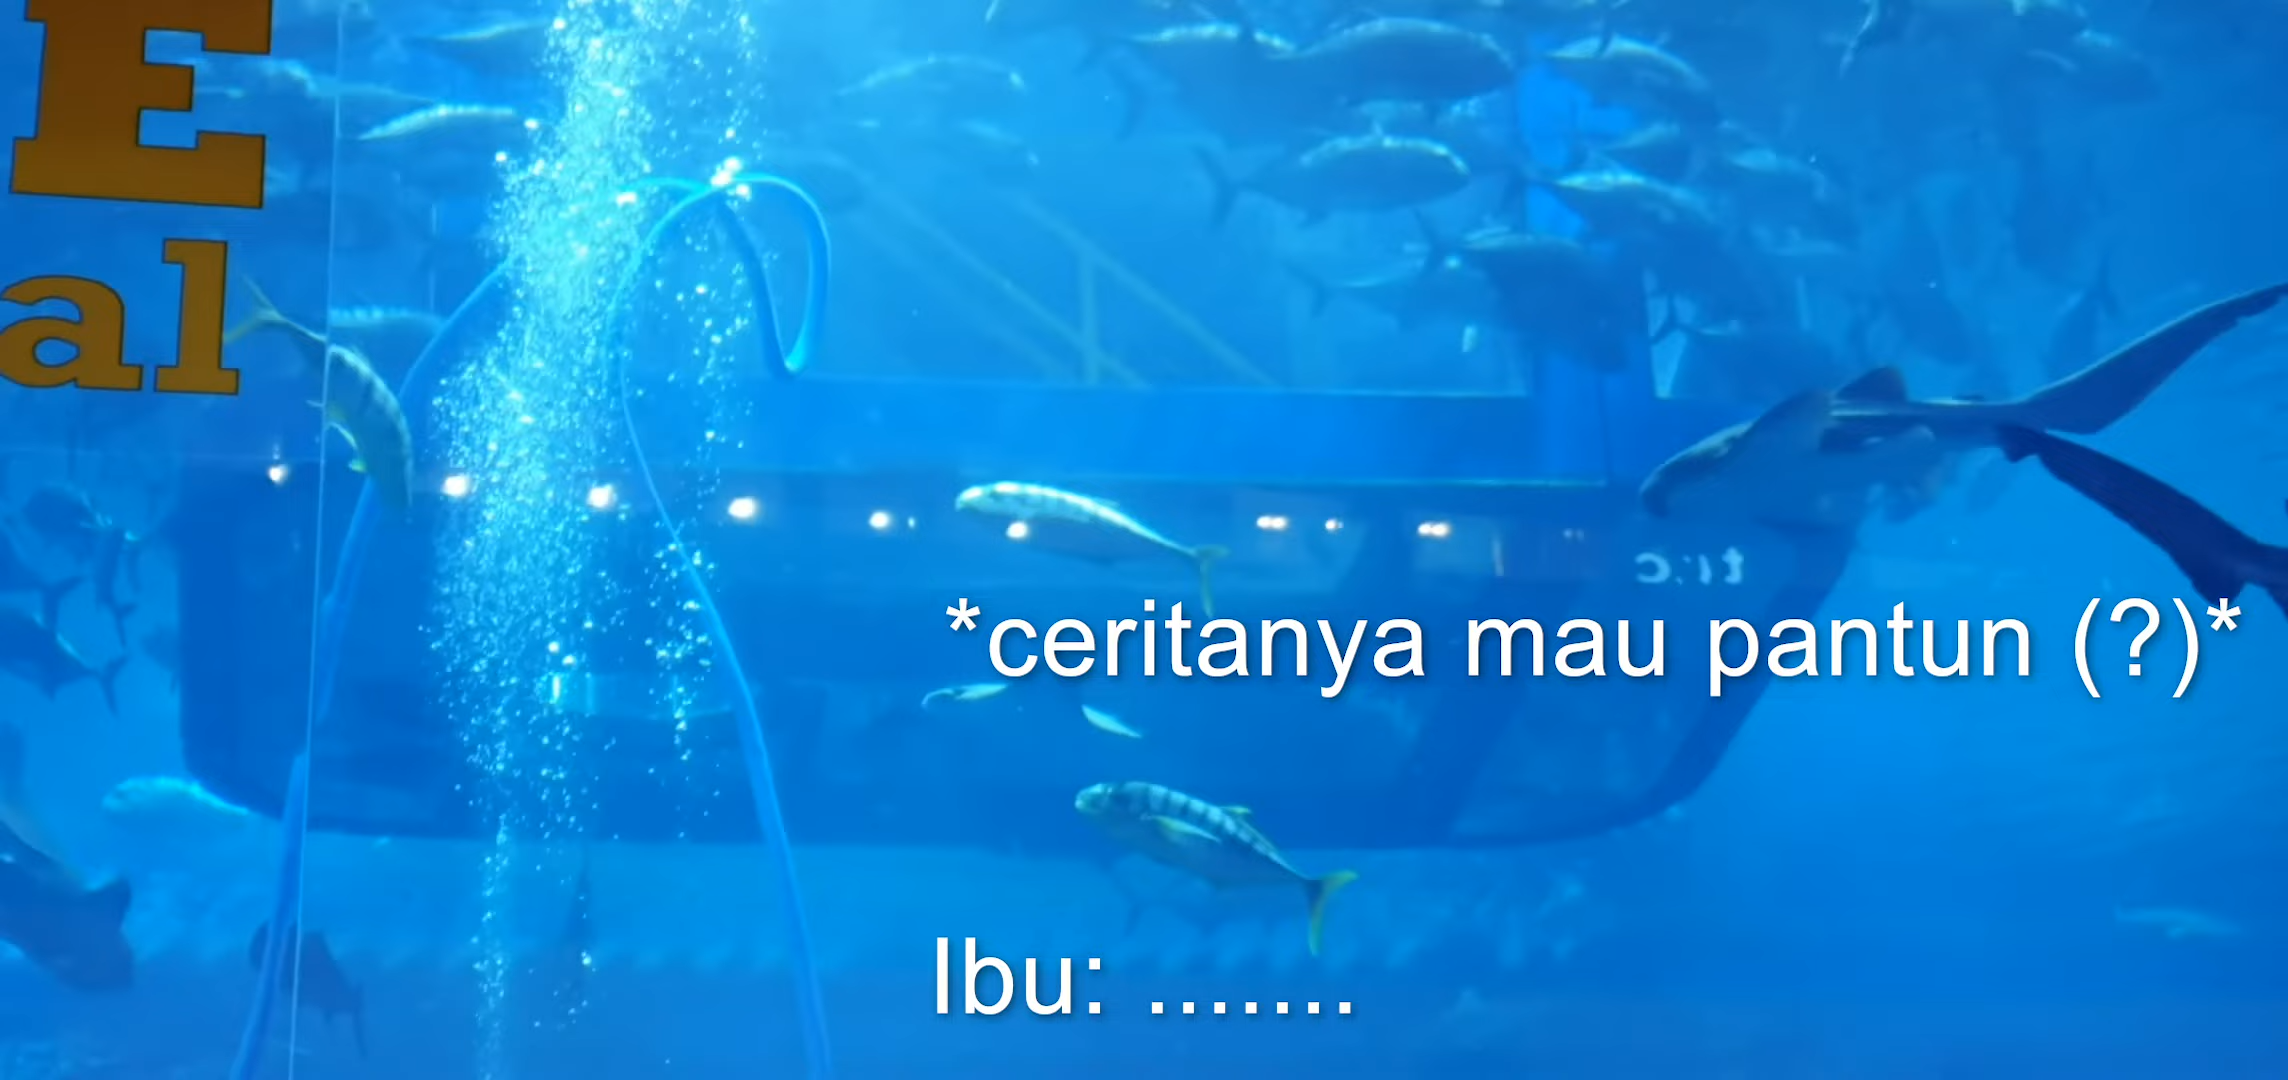 E
al
*ceritanya mau pantun (?)*
Ibu: .......